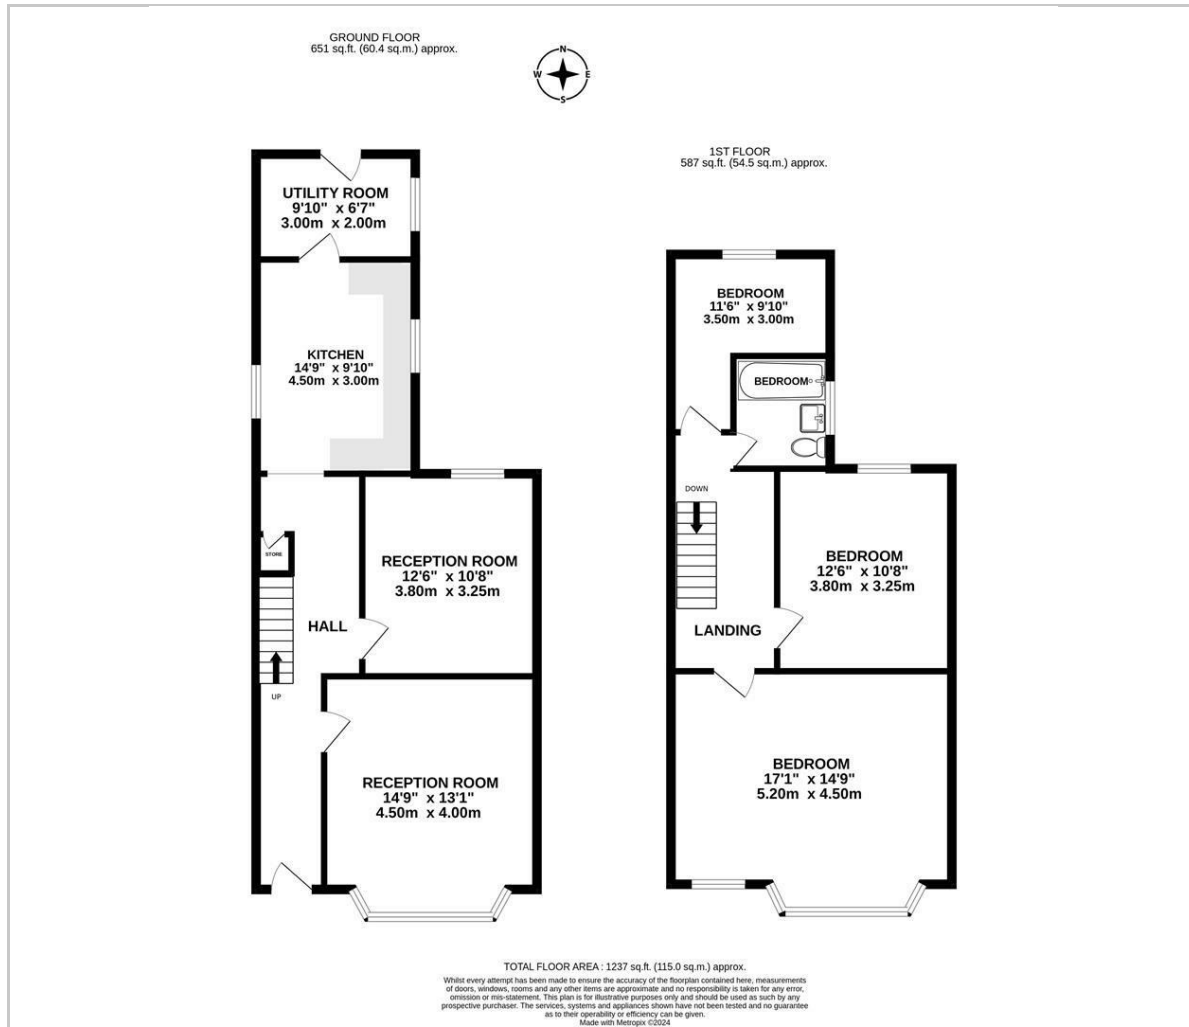 GROUND FLOOR
651 sq.ft. (60.4 sq.m.) approx.
N
W
E
S
1ST FLOOR
587 sq.ft. (54.5 sq.m.) approx.
UTILITY ROOM
9'10" x 6'7"
3.00m x 2.00m
KITCHEN
14'9" x 9'10"
4.50m x 3.00m
STORE
HALL
UP
RECEPTION ROOM
12'6" x 10'8"
3.80m x 3.25m
RECEPTION ROOM
14'9" x 13'1"
4.50m x 4.00m
BEDROOM
11'6" x 9'10"
3.50m x 3.00m
BEDROOM
DOWN
BEDROOM
12'6" x 10'8"
3.80m x 3.25m
LANDING
BEDROOM
17'1" x 14'9"
5.20m x 4.50m
TOTAL FLOOR AREA : 1237 sq.ft. (115.0 sq.m.) approx.
Whilst every attempt has been made to ensure the accuracy of the floorplan contained here, measurements
of doors, windows, rooms and any other items are approximate and no responsibility is taken for any error,
omission or mis-statement. This plan is for illustrative purposes only and should be used as such by any
prospective purchaser. The services, systems and appliances shown have not been tested and no guarantee
as to their operability or efficiency can be given.
Made with Metropix ©2024